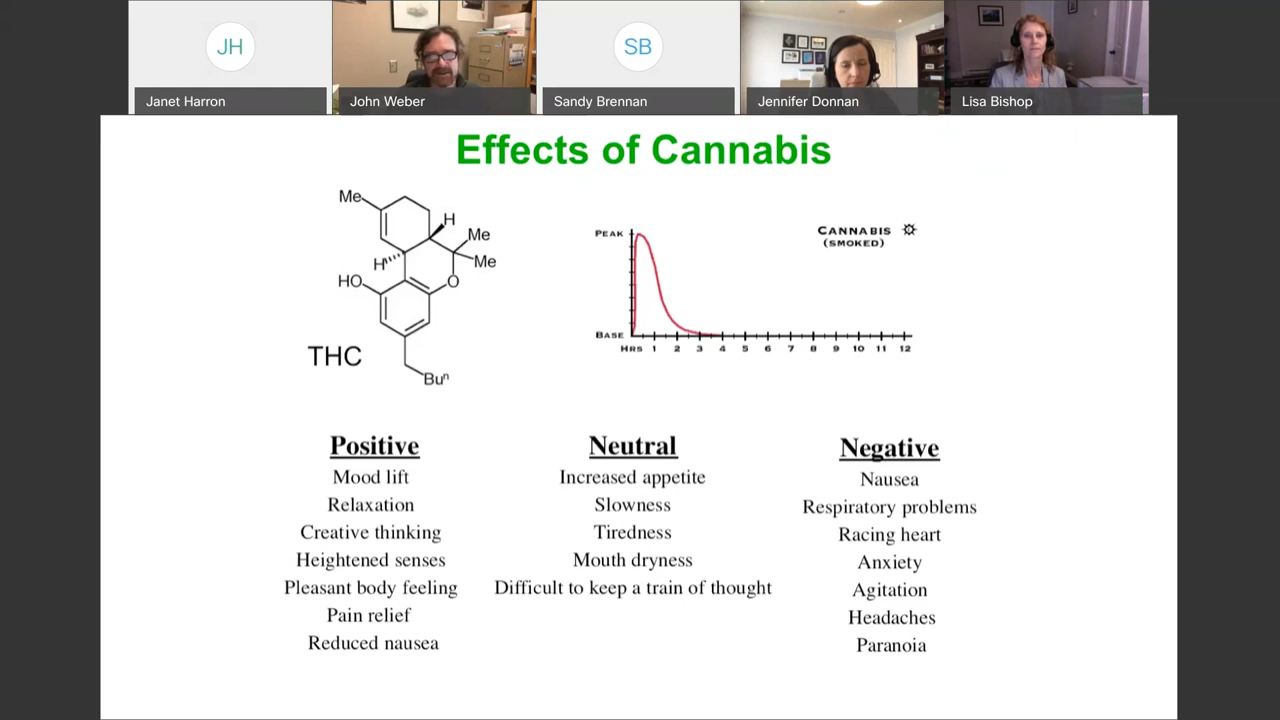 JH
SB
Janet Harron
John Weber
Sandy Brennan
Jennifer Donnan
Lisa Bishop
Effects of Cannabis
Me
H
Me
Me
H
HO
O
THC
Buⁿ
PEAK
BASE
HRS 1 2 3 4 5 6 7 8 9 10 11 12
CANNABIS
(SMOKED)
Positive
Mood lift
Relaxation
Creative thinking
Heightened senses
Pleasant body feeling
Pain relief
Reduced nausea
Neutral
Increased appetite
Slowness
Tiredness
Mouth dryness
Difficult to keep a train of thought
Negative
Nausea
Respiratory problems
Racing heart
Anxiety
Agitation
Headaches
Paranoia